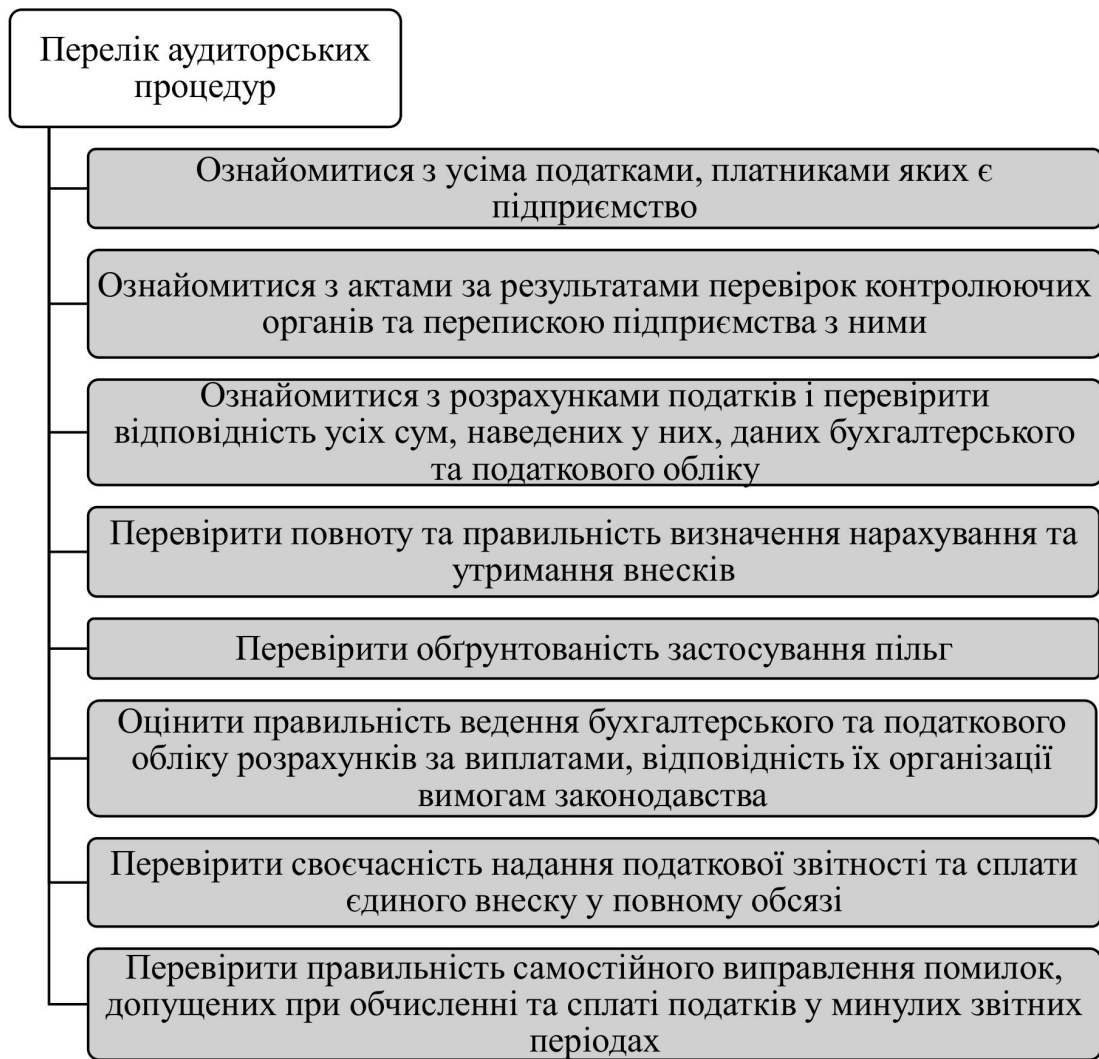 Перелік аудиторських
процедур
Ознайомитися з усіма податками, платниками яких є
підприємство
Ознайомитися з актами за результатами перевірок контролюючих
органів та перепискою підприємства з ними
Ознайомитися з розрахунками податків і перевірити
відповідність усіх сум, наведених у них, даних бухгалтерського
та податкового обліку
Перевірити повноту та правильність визначення нарахування та
утримання внесків
Перевірити обґрунтованість застосування пільг
Оцінити правильність ведення бухгалтерського та податкового
обліку розрахунків за виплатами, відповідність їх організації
вимогам законодавства
Перевірити своєчасність надання податкової звітності та сплати
єдиного внеску у повному обсязі
Перевірити правильність самостійного виправлення помилок,
допущених при обчисленні та сплаті податків у минулих звітних
періодах